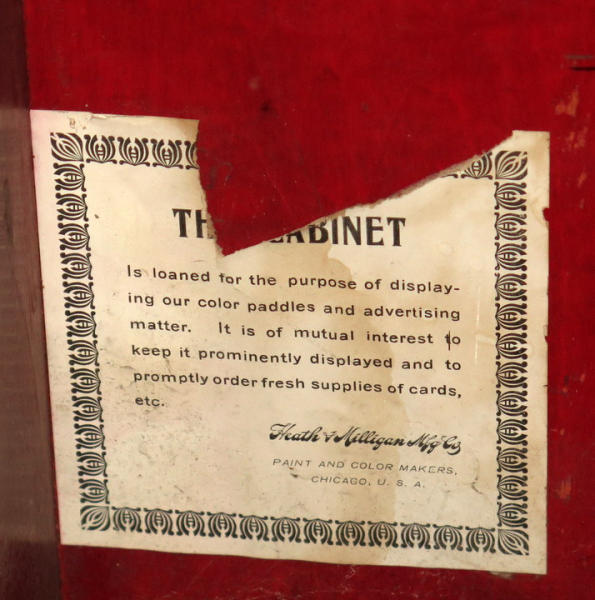 TH CABINET
Is loaned for the purpose of display-
ing our color paddles and advertising
matter. It is of mutual interest to
keep it prominently displayed and to
promptly order fresh supplies of cards,
etc.
Heath & Milligan Mfg Co
PAINT AND COLOR MAKERS,
CHICAGO, U. S. A.